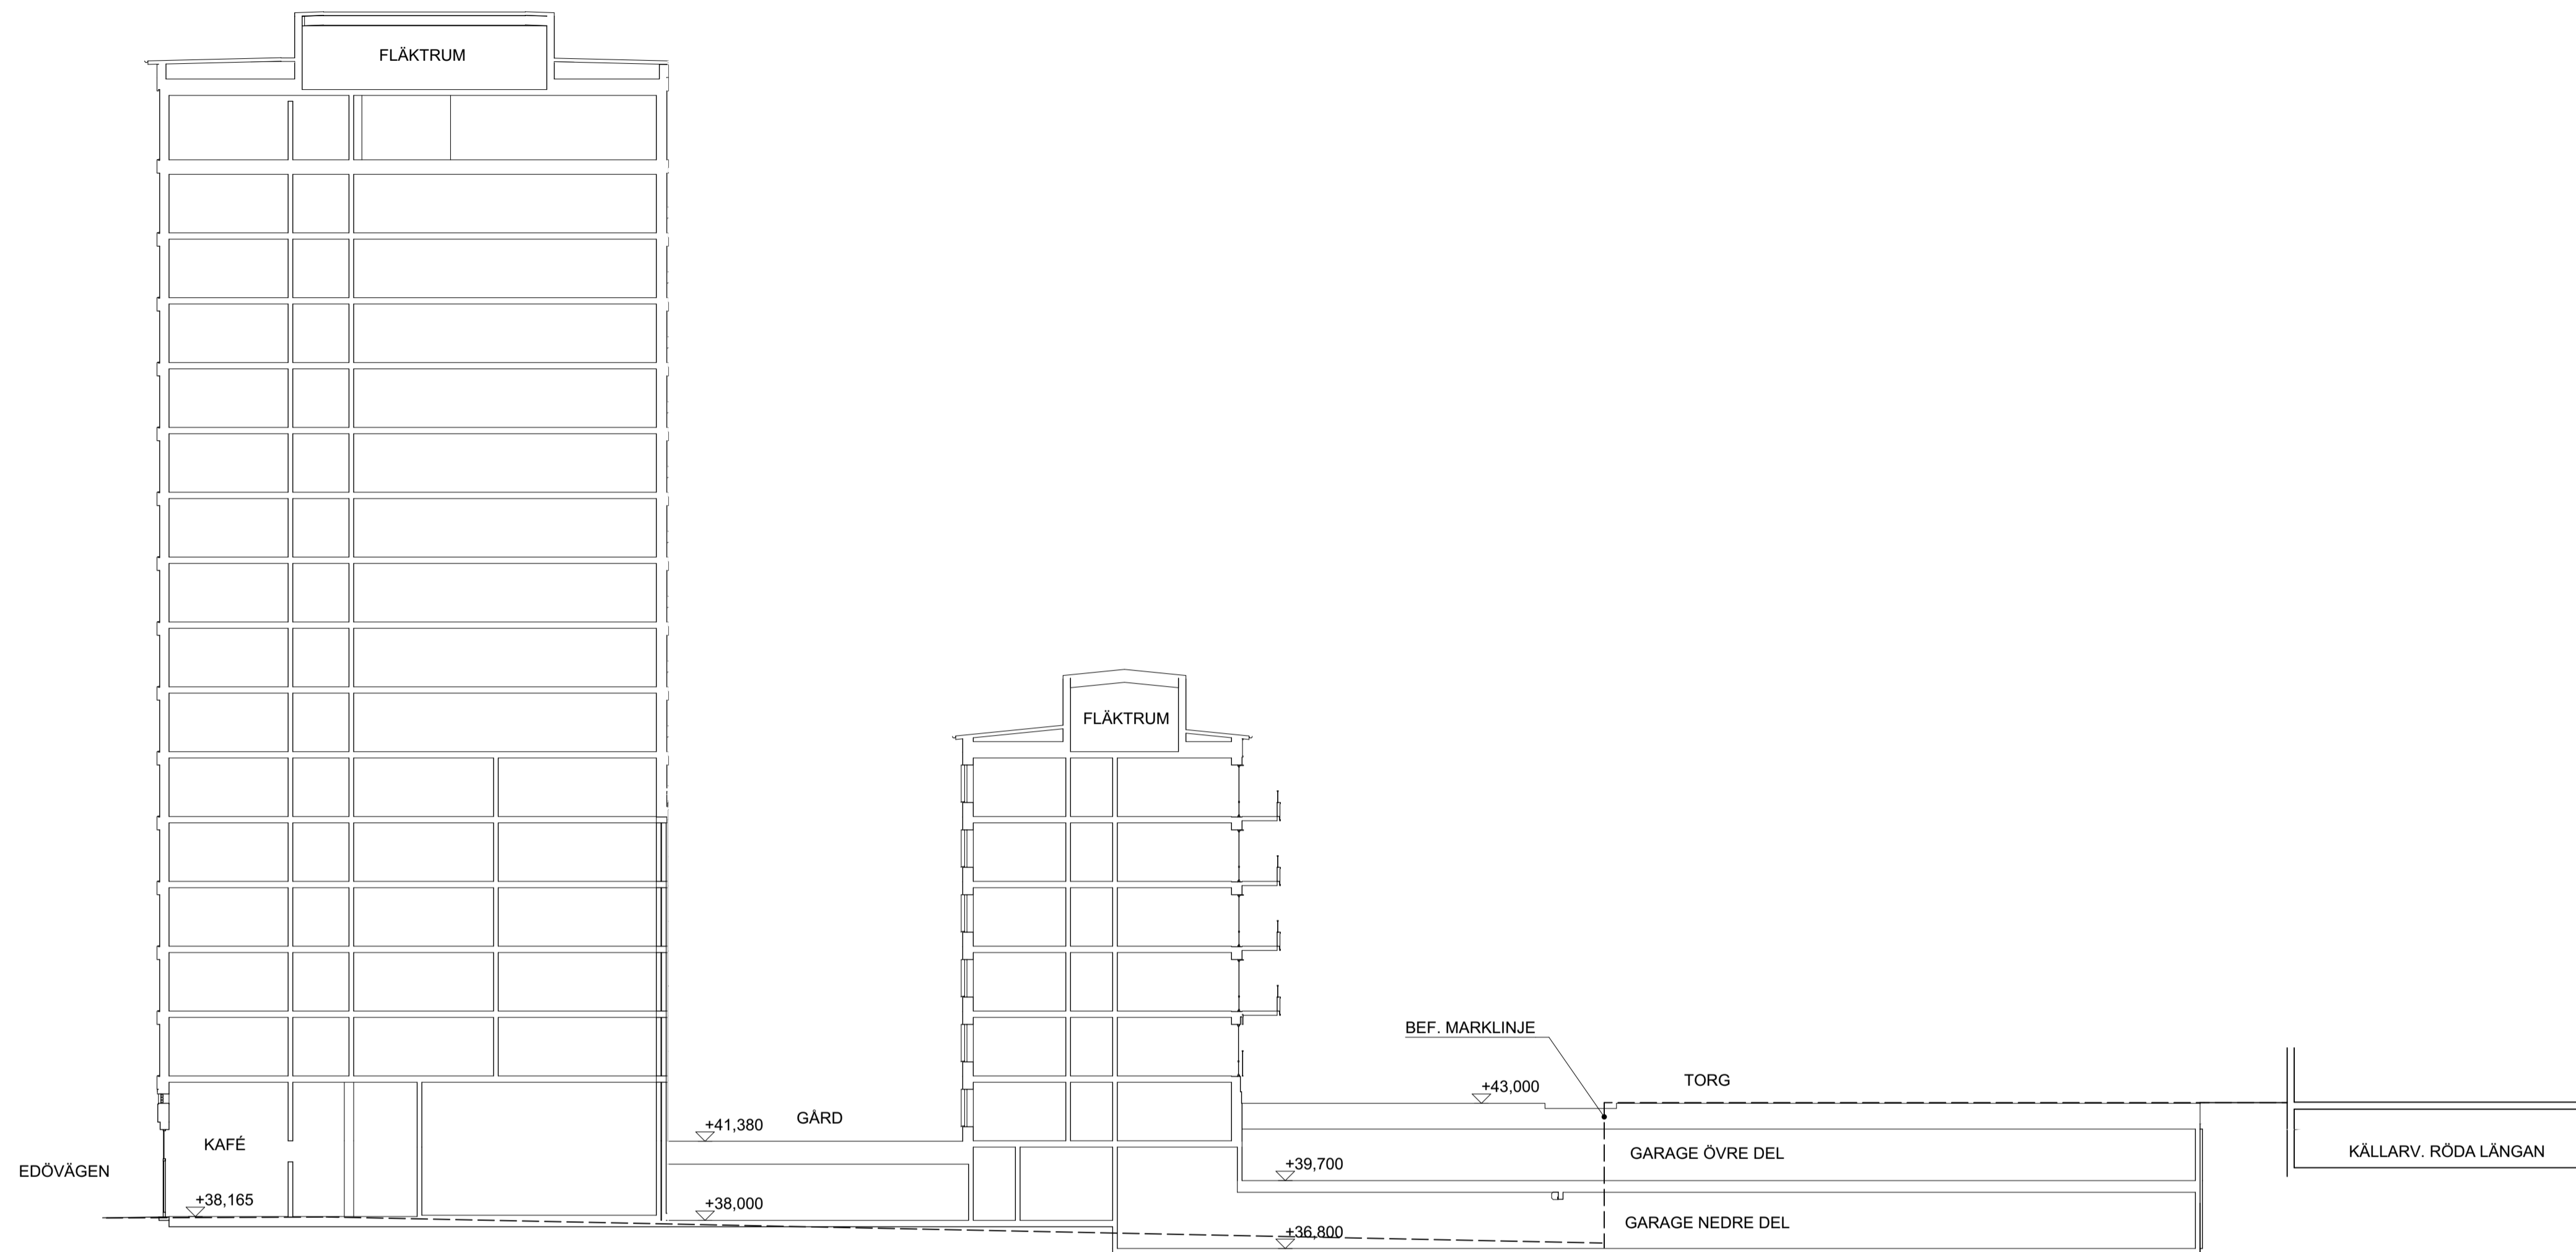 FLÄKTRUM
FLÄKTRUM
BEF. MARKLINJE
TORG
+43,000
GÅRD
+41,380
KAFÉ
GARAGE ÖVRE DEL
KÄLLARV. RÖDA LÄNGAN
EDÖVÄGEN
+39,700
+38,165
+38,000
GARAGE NEDRE DEL
+36,800